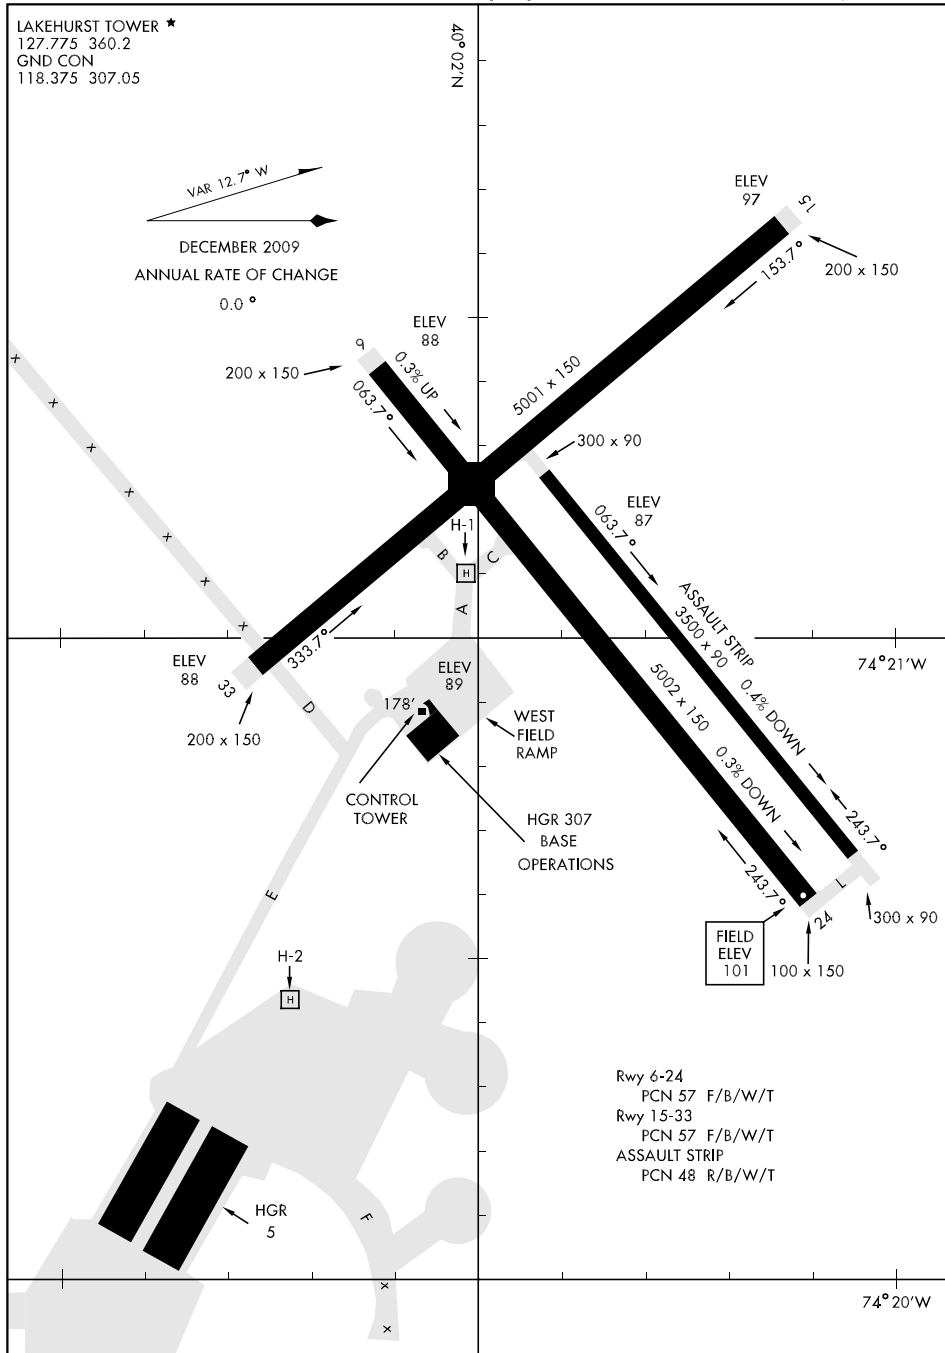 LAKEHURST TOWER ★
127.775 360.2
GND CON
118.375 307.05
40°02'N
VAR 12.7° W
DECEMBER 2009
ANNUAL RATE OF CHANGE
0.0 °
ELEV
97
15
153.7°
200 x 150
ELEV
88
6
200 x 150
0.3% UP
063.7°
5001 x 150
300 x 90
ELEV
87
063.7°
H-1
H
B
C
A
ASSAULT STRIP
3500 x 90
0.4% DOWN
333.7°
ELEV
88
33
200 x 150
D
ELEV
89
178'
WEST
FIELD
RAMP
5002 x 150
0.3% DOWN
74°21'W
CONTROL
TOWER
HGR 307
BASE
OPERATIONS
243.7°
243.7°
L
24
300 x 90
FIELD
ELEV
101
100 x 150
E
H-2
H
Rwy 6-24
PCN 57 F/B/W/T
Rwy 15-33
PCN 57 F/B/W/T
ASSAULT STRIP
PCN 48 R/B/W/T
HGR
5
F
74°20'W
x
x
x
x
x
x
x
x
x